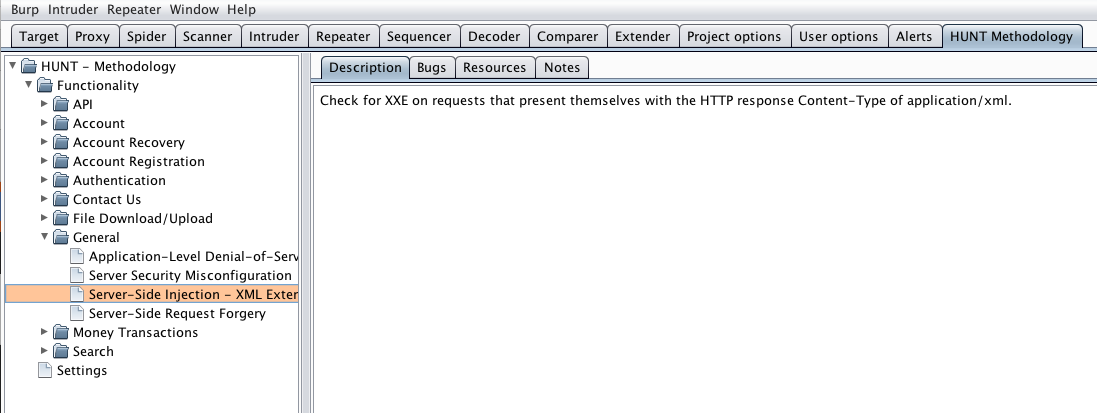 Burp Intruder Repeater Window Help
Target Proxy Spider Scanner Intruder Repeater Sequencer Decoder Comparer Extender Project options User options Alerts HUNT Methodology
HUNT – Methodology
Functionality
API
Account
Account Recovery
Account Registration
Authentication
Contact Us
File Download/Upload
General
Application-Level Denial-of-Serv
Server Security Misconfiguration
Server-Side Injection – XML Exter
Server-Side Request Forgery
Money Transactions
Search
Settings
Description Bugs Resources Notes
Check for XXE on requests that present themselves with the HTTP response Content-Type of application/xml.